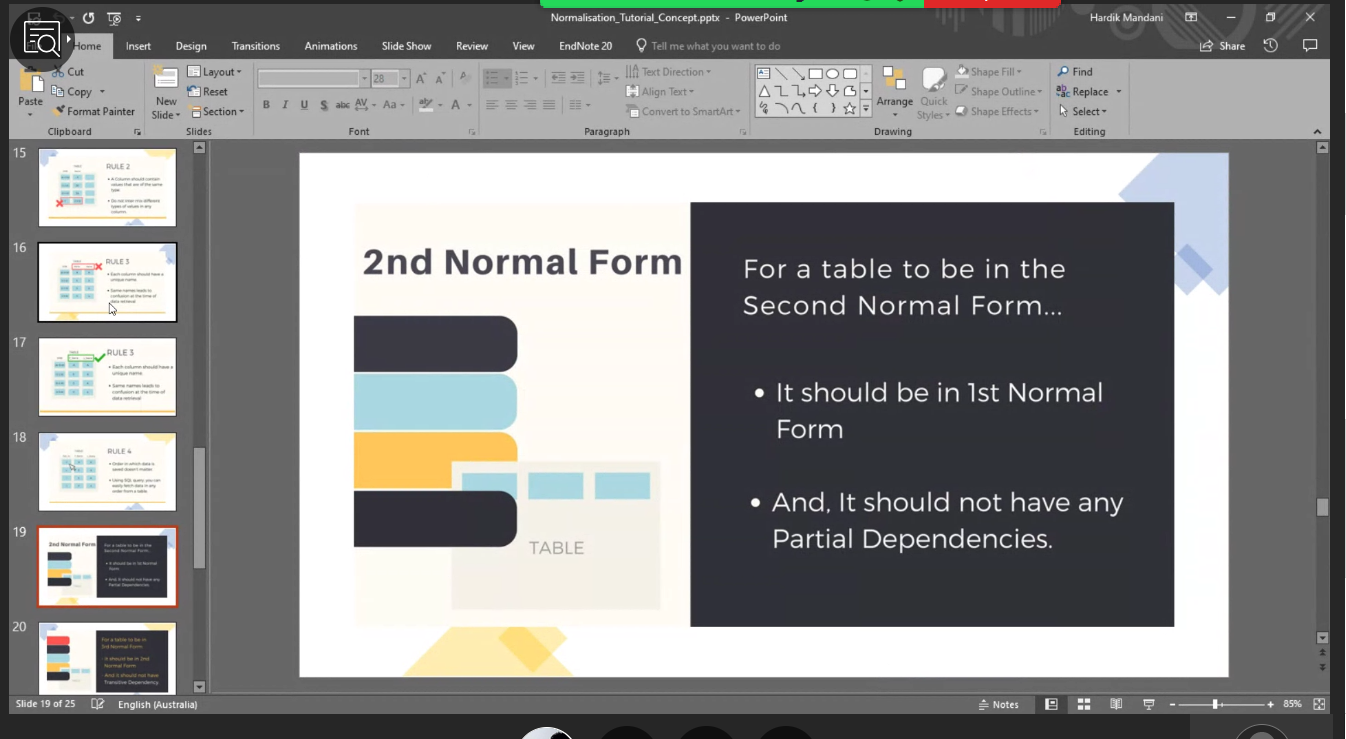 Normalisation_Tutorial_Concept.pptx - PowerPoint
Hardik Mandani
Home Insert Design Transitions Animations Slide Show Review View EndNote 20 Tell me what you want to do
Share
Paste
Cut
Copy
Format Painter
Clipboard
New Slide
Layout
Reset
Section
Slides
28
B I U S abc AV Aa A
Font
Text Direction
Align Text
Convert to SmartArt
Paragraph
Arrange
Quick Styles
Shape Fill
Shape Outline
Shape Effects
Drawing
Find
Replace
Select
Editing
15
RULE 2
A Column should contain
values that are of the same
type.
Do not inter-mix different
types of values in any
column.
16
RULE 3
Each column should have a
unique name.
Same names leads to
confusion at the time of
data retrieval
17
TABLE
RULE 3
Each column should have a
unique name.
Same names leads to
confusion at the time of
data retrieval
18
TABLE
RULE 4
Order in which data is
saved doesn't matter.
Using SQL query, you can
easily fetch data in any
order from a table.
19
2nd Normal Form
For a table to be in the
Second Normal Form...
It should be in 1st Normal
Form
And, It should not have any
Partial Dependencies.
20
For a table to be in
3rd Normal Form.
It should be in 2nd
Normal Form
And it should not have
Transitive Dependency.
2nd Normal Form
TABLE
For a table to be in the
Second Normal Form...
• It should be in 1st Normal
Form
• And, It should not have any
Partial Dependencies.
Slide 19 of 25
English (Australia)
Notes
85%